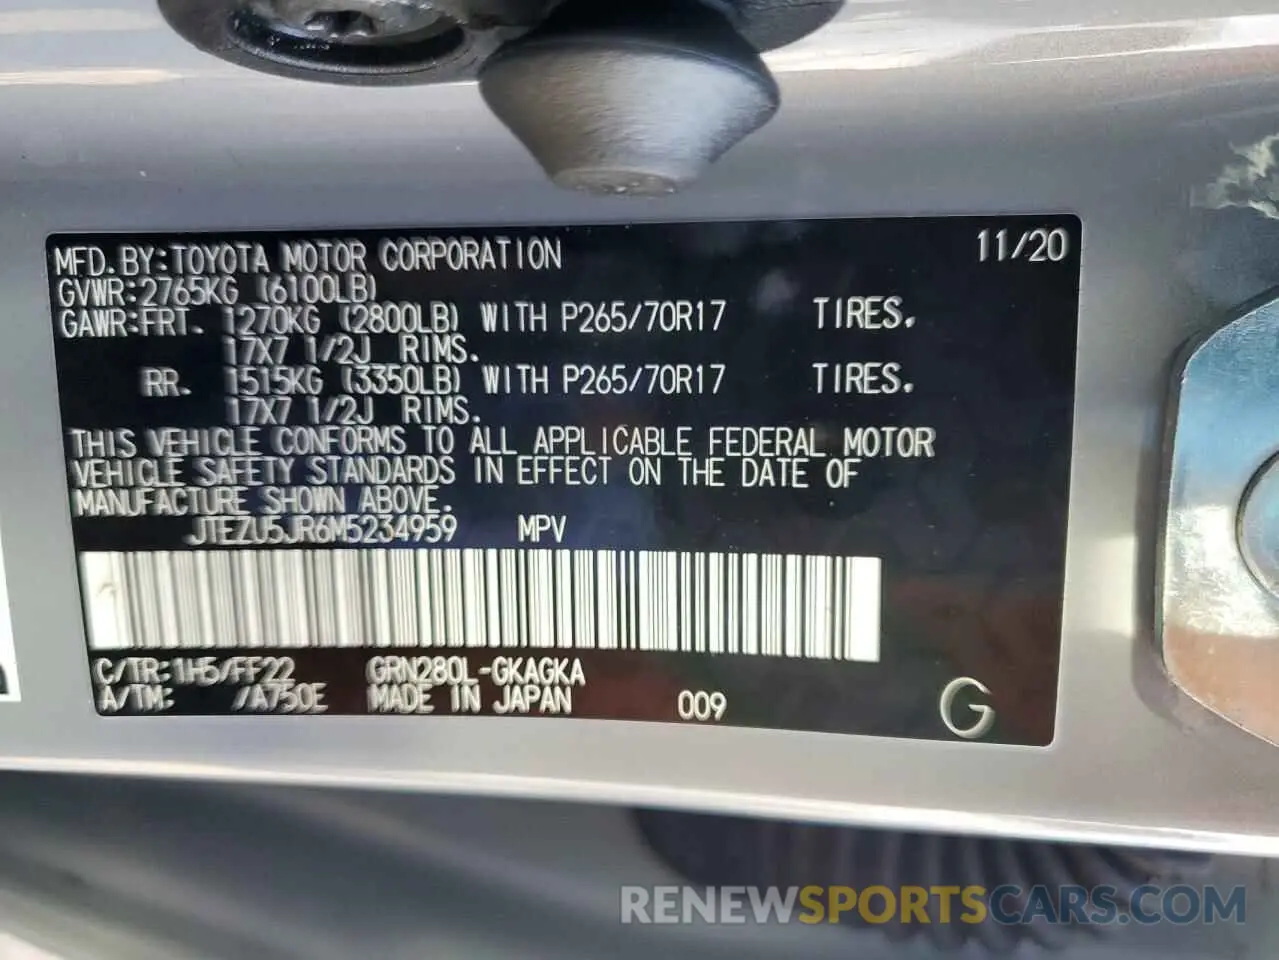 MFD.BY:TOYOTA MOTOR CORPORATION 11/20
GVWR:2765KG (6100LB)
GAWR:FRT. 1270KG (2800LB) WITH P265/70R17 TIRES.
17X7 1/2J RIMS.
RR. 1515KG (3350LB) WITH P265/70R17 TIRES.
17X7 1/2J RIMS.
THIS VEHICLE CONFORMS TO ALL APPLICABLE FEDERAL MOTOR
VEHICLE SAFETY STANDARDS IN EFFECT ON THE DATE OF
MANUFACTURE SHOWN ABOVE.
JTEZU5JR6M5234959 MPV
C/TR:1H5/FF22 GRN280L-GKAGKA
A/TM: /A750E MADE IN JAPAN 009 G
RENEWSPORTSCARS.COM